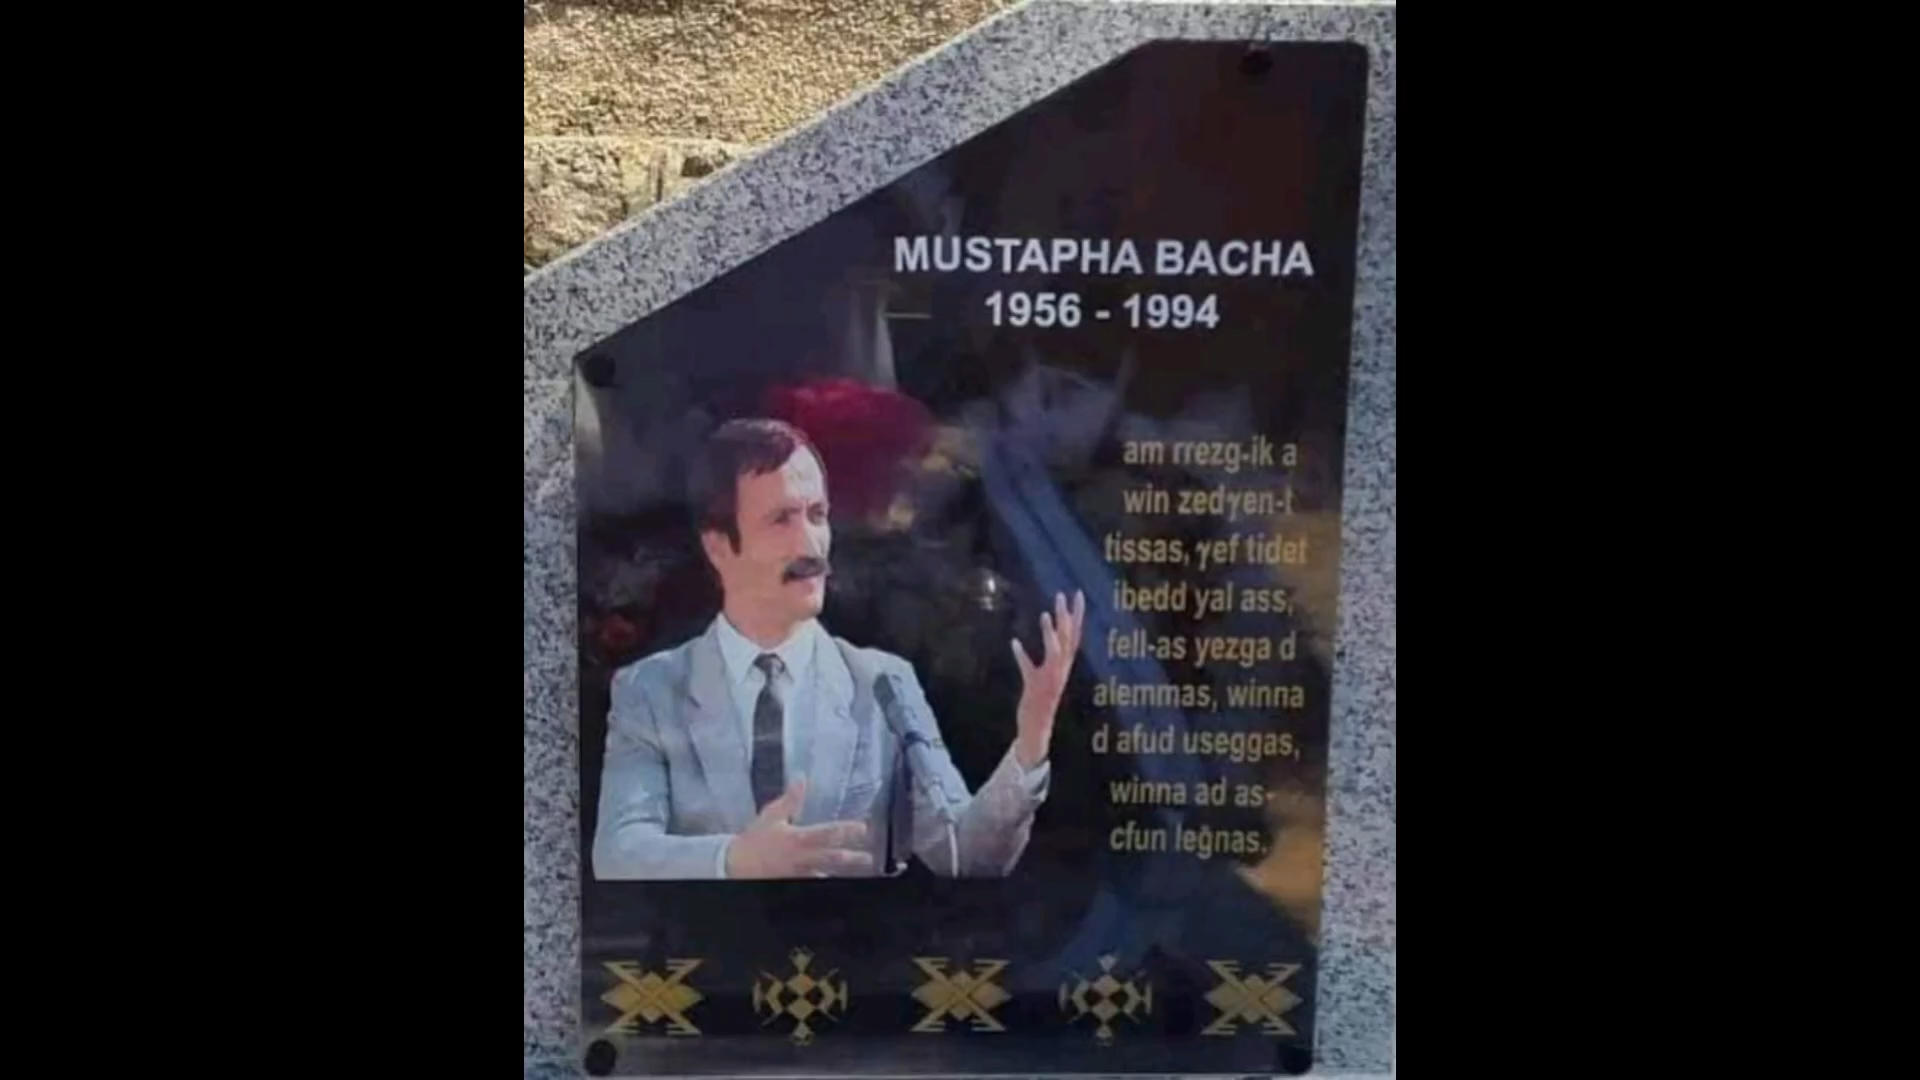 MUSTAPHA BACHA
1956 - 1994
am rrezg-ik a
win zedɣen-t
tissas, ɣef tidet
ibedd yal ass,
fell-as yezga d
alemmas, winna
d afud useggas,
winna ad as-
cfun leǧnas.